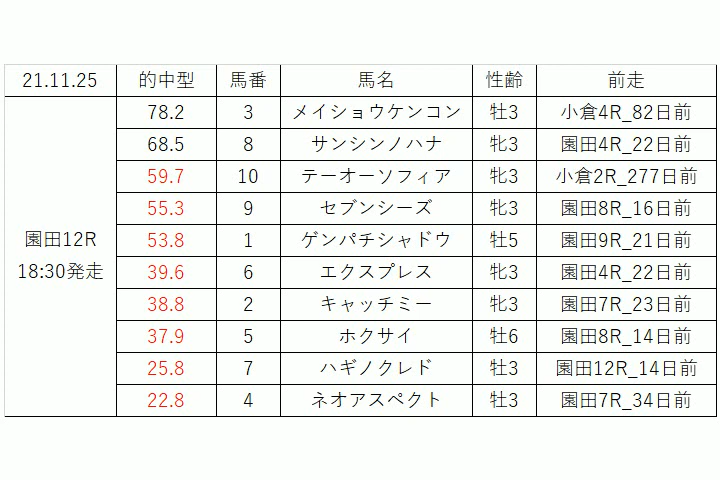 21.11.25 的中型 馬番 馬名 性齢 前走
園田12R
18:30発走
78.2 3 メイショウケンコン 牡3 小倉4R_82日前
68.5 8 サンシンノハナ 牝3 園田4R_22日前
59.7 10 テーオーソフィア 牝3 小倉2R_277日前
55.3 9 セブンシーズ 牝3 園田8R_16日前
53.8 1 ゲンパチシャドウ 牡5 園田9R_21日前
39.6 6 エクスプレス 牝3 園田4R_22日前
38.8 2 キャッチミー 牝3 園田7R_23日前
37.9 5 ホクサイ 牡6 園田8R_14日前
25.8 7 ハギノクレド 牡3 園田12R_14日前
22.8 4 ネオアスペクト 牡3 園田7R_34日前